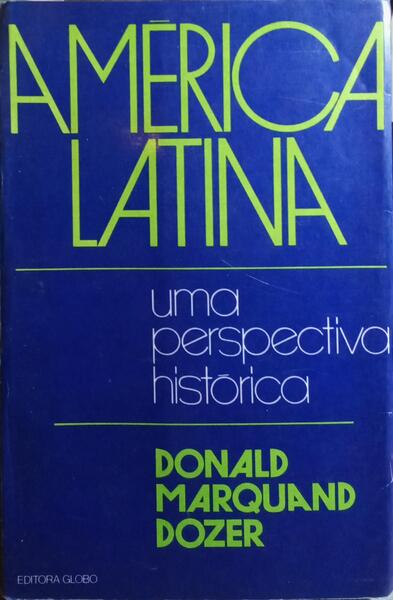 AMÉRICA
LATINA
uma
perspectiva
histórica
DONALD
MARQUAND
DOZER
EDITORA GLOBO